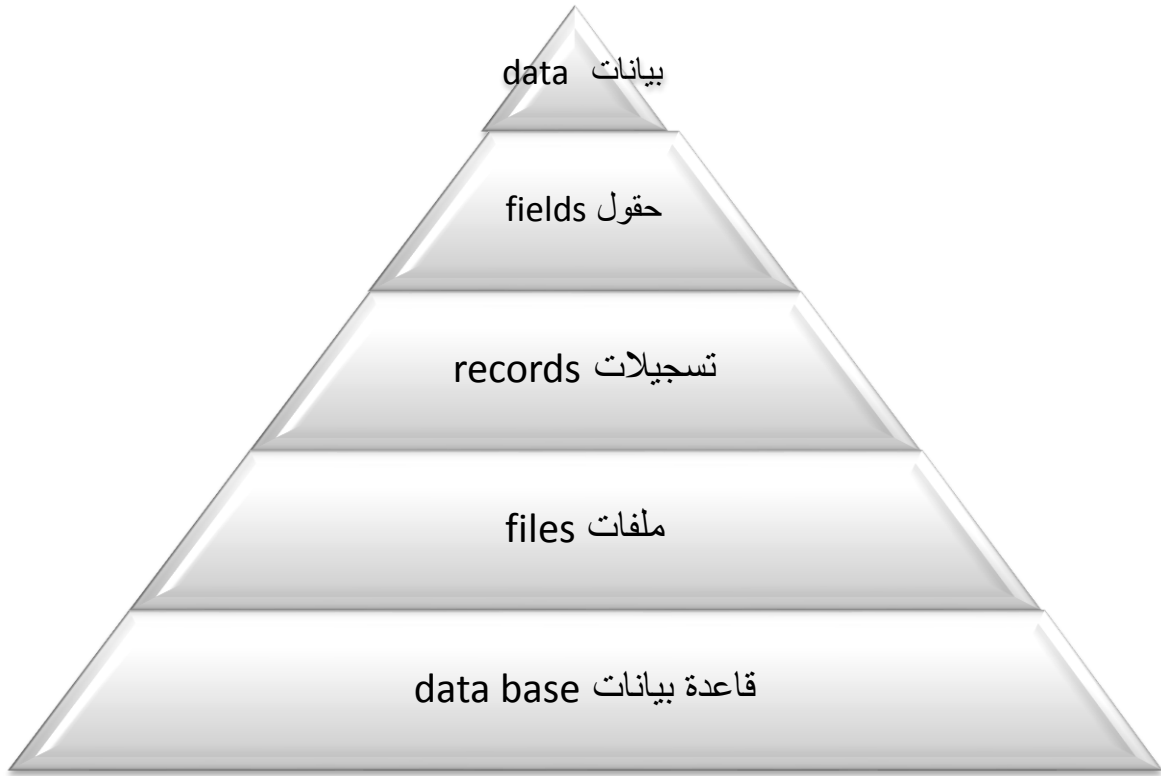 بيانات data
حقول fields
تسجيلات records
ملفات files
قاعدة بيانات data base